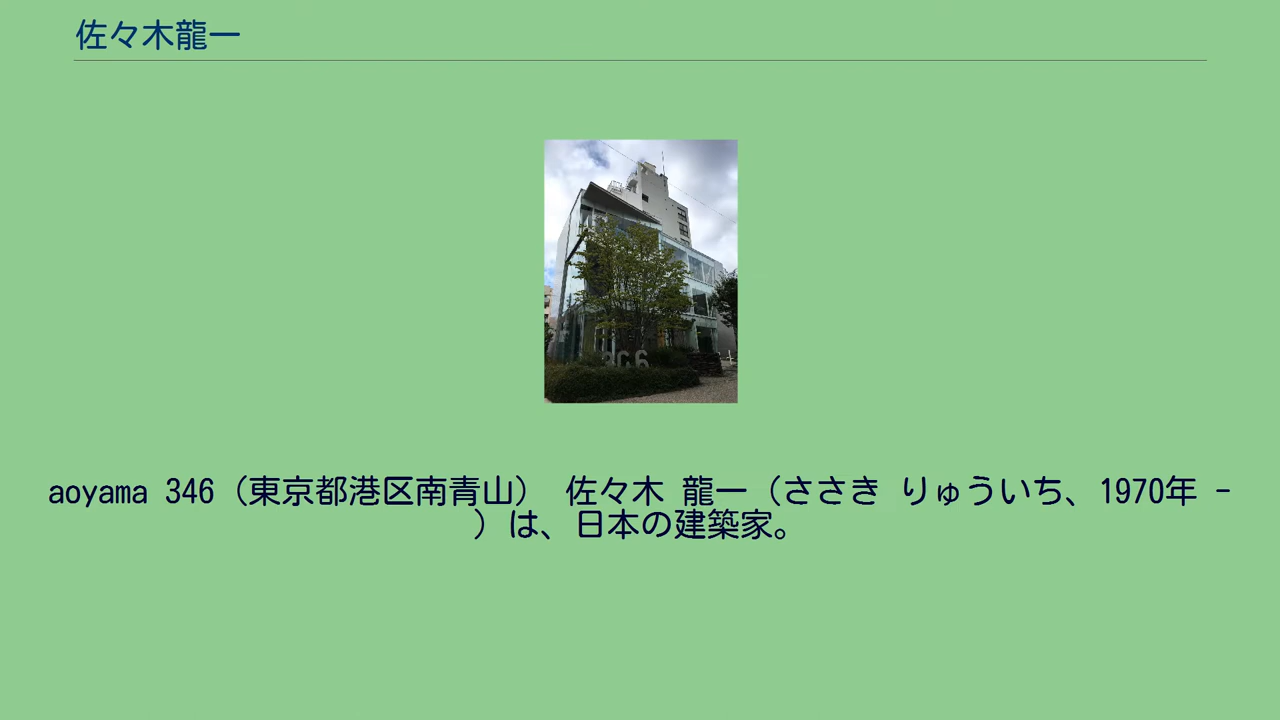 佐々木龍一
aoyama 346（東京都港区南青山） 佐々木 龍一（ささき りゅういち、1970年 -
）は、日本の建築家。